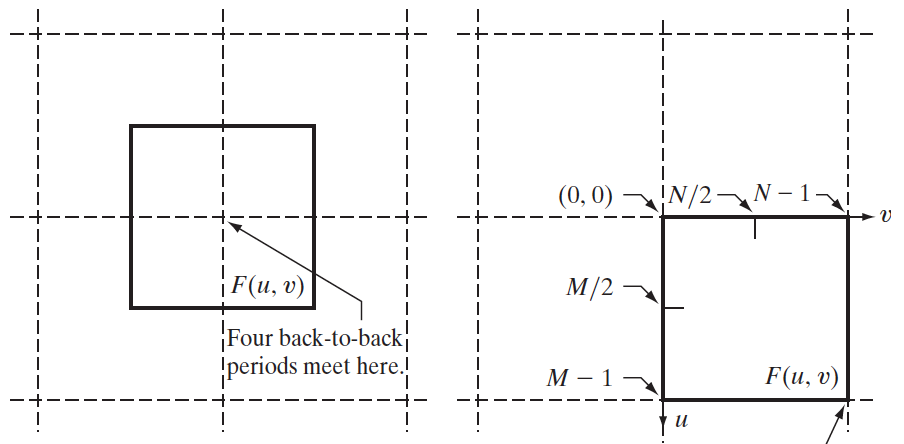 F(u, v)
Four back-to-back
periods meet here.
(0, 0)
N/2
N − 1
v
M/2
M − 1
F(u, v)
u